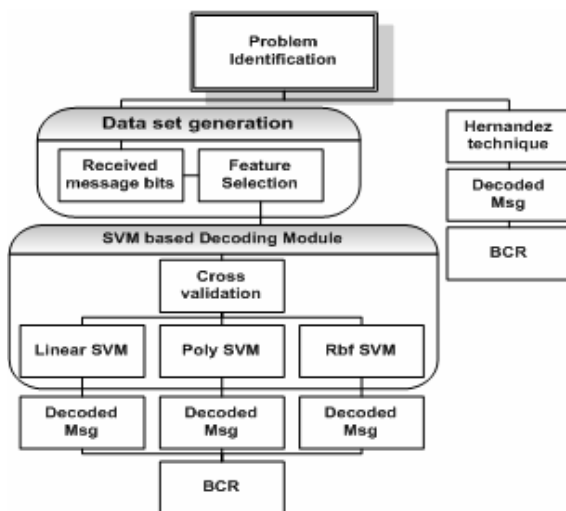 Problem
Identification
Data set generation
Received
message bits
Feature
Selection
Hernandez
technique
Decoded
Msg
BCR
SVM based Decoding Module
Cross
validation
Linear SVM
Poly SVM
Rbf SVM
Decoded
Msg
Decoded
Msg
Decoded
Msg
BCR